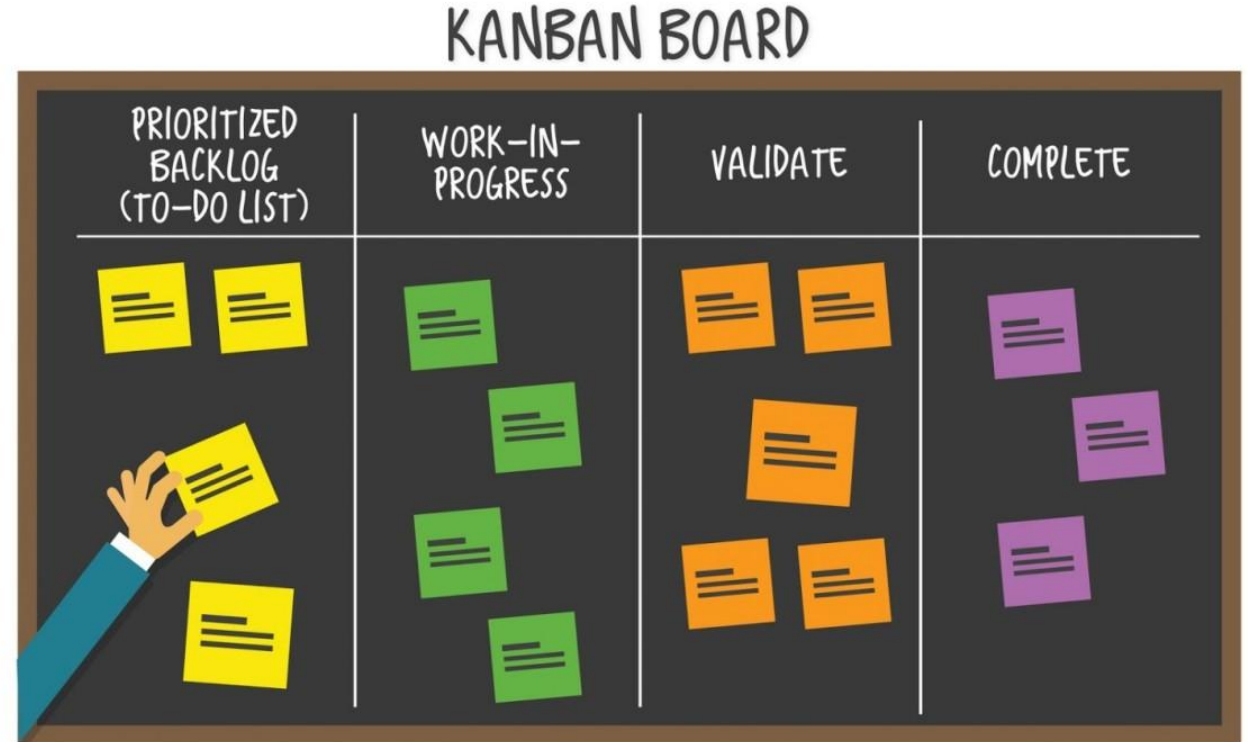 KANBAN BOARD
PRIORITIZED
BACKLOG
(TO-DO LIST)
WORK-IN-
PROGRESS
VALIDATE
COMPLETE